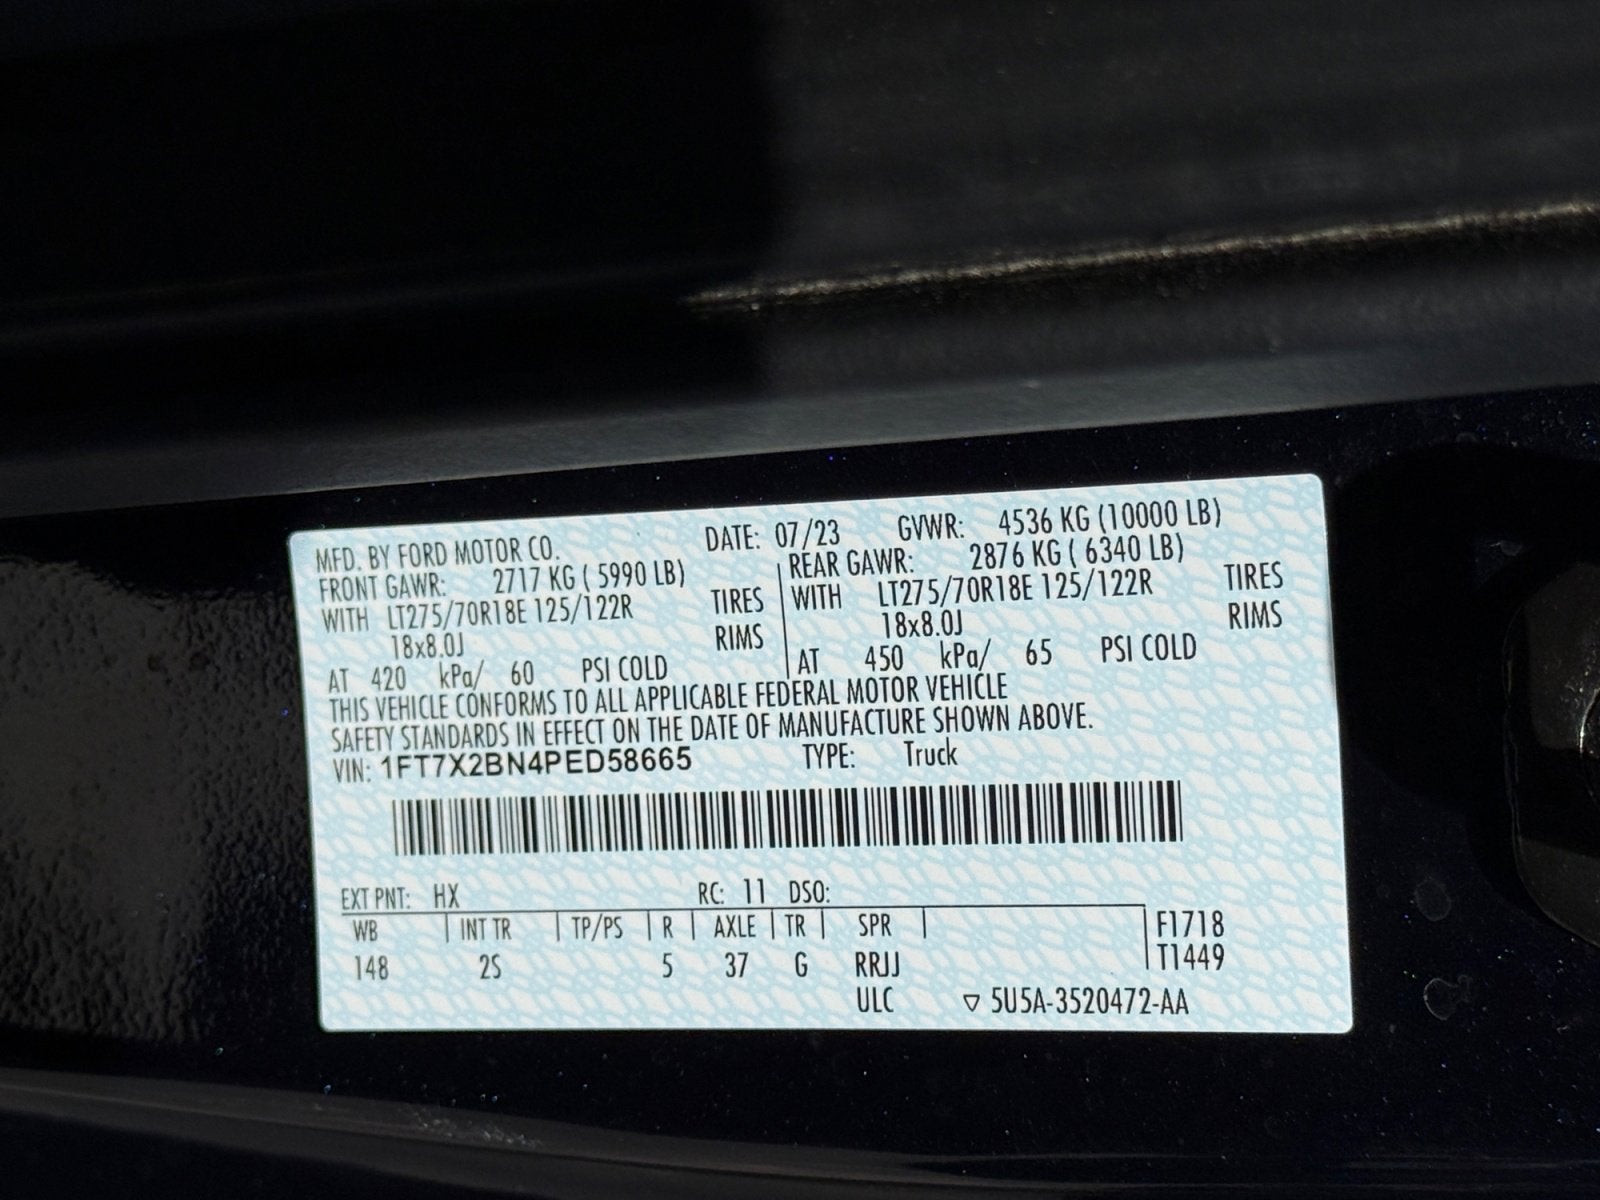 MFD. BY FORD MOTOR CO. DATE: 07/23 GVWR: 4536 KG (10000 LB)
FRONT GAWR: 2717 KG ( 5990 LB) REAR GAWR: 2876 KG ( 6340 LB)
WITH LT275/70R18E 125/122R TIRES WITH LT275/70R18E 125/122R TIRES
18x8.0J RIMS 18x8.0J RIMS
AT 420 kPa/ 60 PSI COLD AT 450 kPa/ 65 PSI COLD
THIS VEHICLE CONFORMS TO ALL APPLICABLE FEDERAL MOTOR VEHICLE
SAFETY STANDARDS IN EFFECT ON THE DATE OF MANUFACTURE SHOWN ABOVE.
VIN: 1FT7X2BN4PED58665 TYPE: Truck
EXT PNT: HX RC: 11 DSO:
WB INT TR TP/PS R AXLE TR SPR F1718
148 2S 5 37 G RRJJ T1449
ULC ▽ 5U5A-3520472-AA